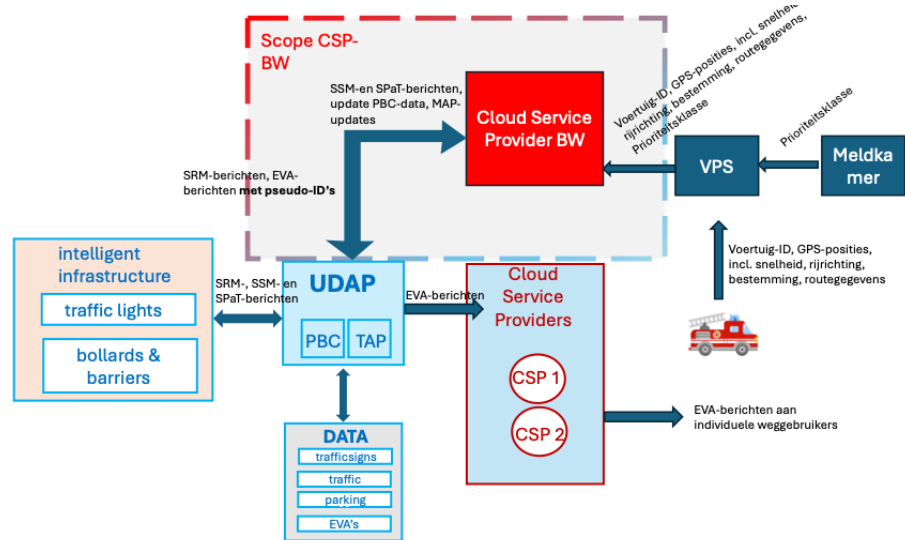 Scope CSP-
BW
SSM-en SPaT-berichten,
update PBC-data, MAP-
updates
Cloud Service
Provider BW
Voertuig-ID, GPS-posities, incl. snelheid
rijrichting, bestemming, routegegevens,
Prioriteitsklasse
Prioriteitsklasse
VPS
Meldka
mer
SRM-berichten, EVA-
berichten met pseudo-ID's
Voertuig-ID, GPS-posities,
incl. snelheid, rijrichting,
bestemming, routegegevens
intelligent
infrastructure
traffic lights
bollards &
barriers
SRM-, SSM- en
SPaT-berichten
UDAP
PBC
TAP
EVA-berichten
Cloud
Service
Providers
CSP 1
CSP 2
EVA-berichten aan
individuele weggebruikers
DATA
trafficsigns
traffic
parking
EVA's